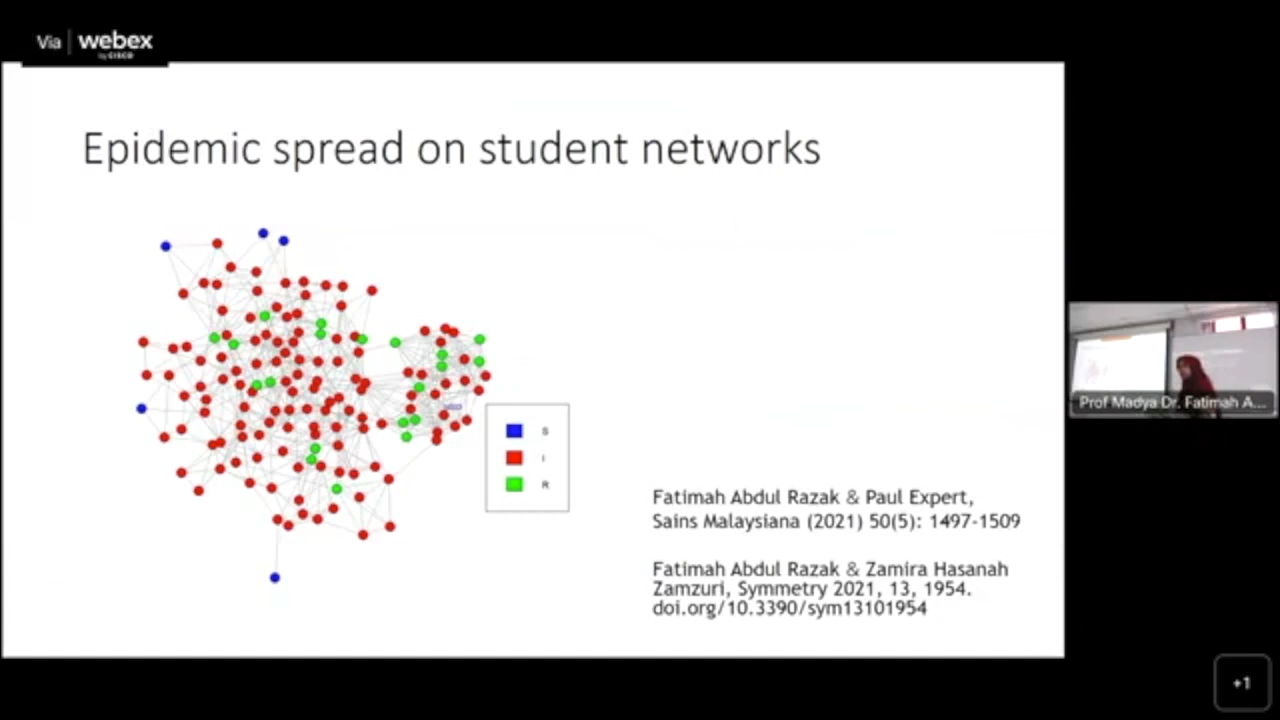 Via webex
by CISCO
Epidemic spread on student networks
S
I
R
Fatimah Abdul Razak & Paul Expert,
Sains Malaysiana (2021) 50(5): 1497-1509
Fatimah Abdul Razak & Zamira Hasanah
Zamzuri, Symmetry 2021, 13, 1954.
doi.org/10.3390/sym13101954
Prof Madya Dr. Fatimah A...
+1